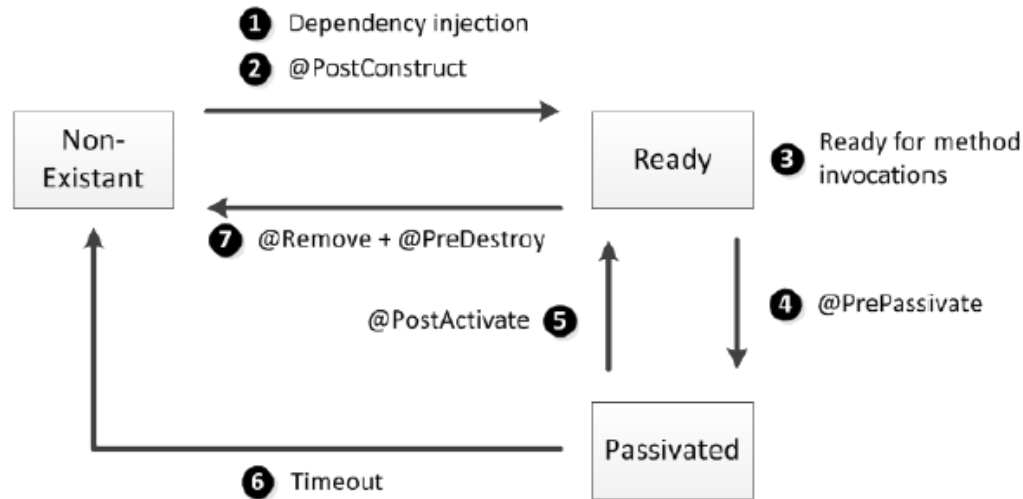 1 Dependency injection
2 @PostConstruct
Non-
Existant
Ready
3 Ready for method
invocations
7 @Remove + @PreDestroy
@PostActivate 5
4 @PrePassivate
Passivated
6 Timeout